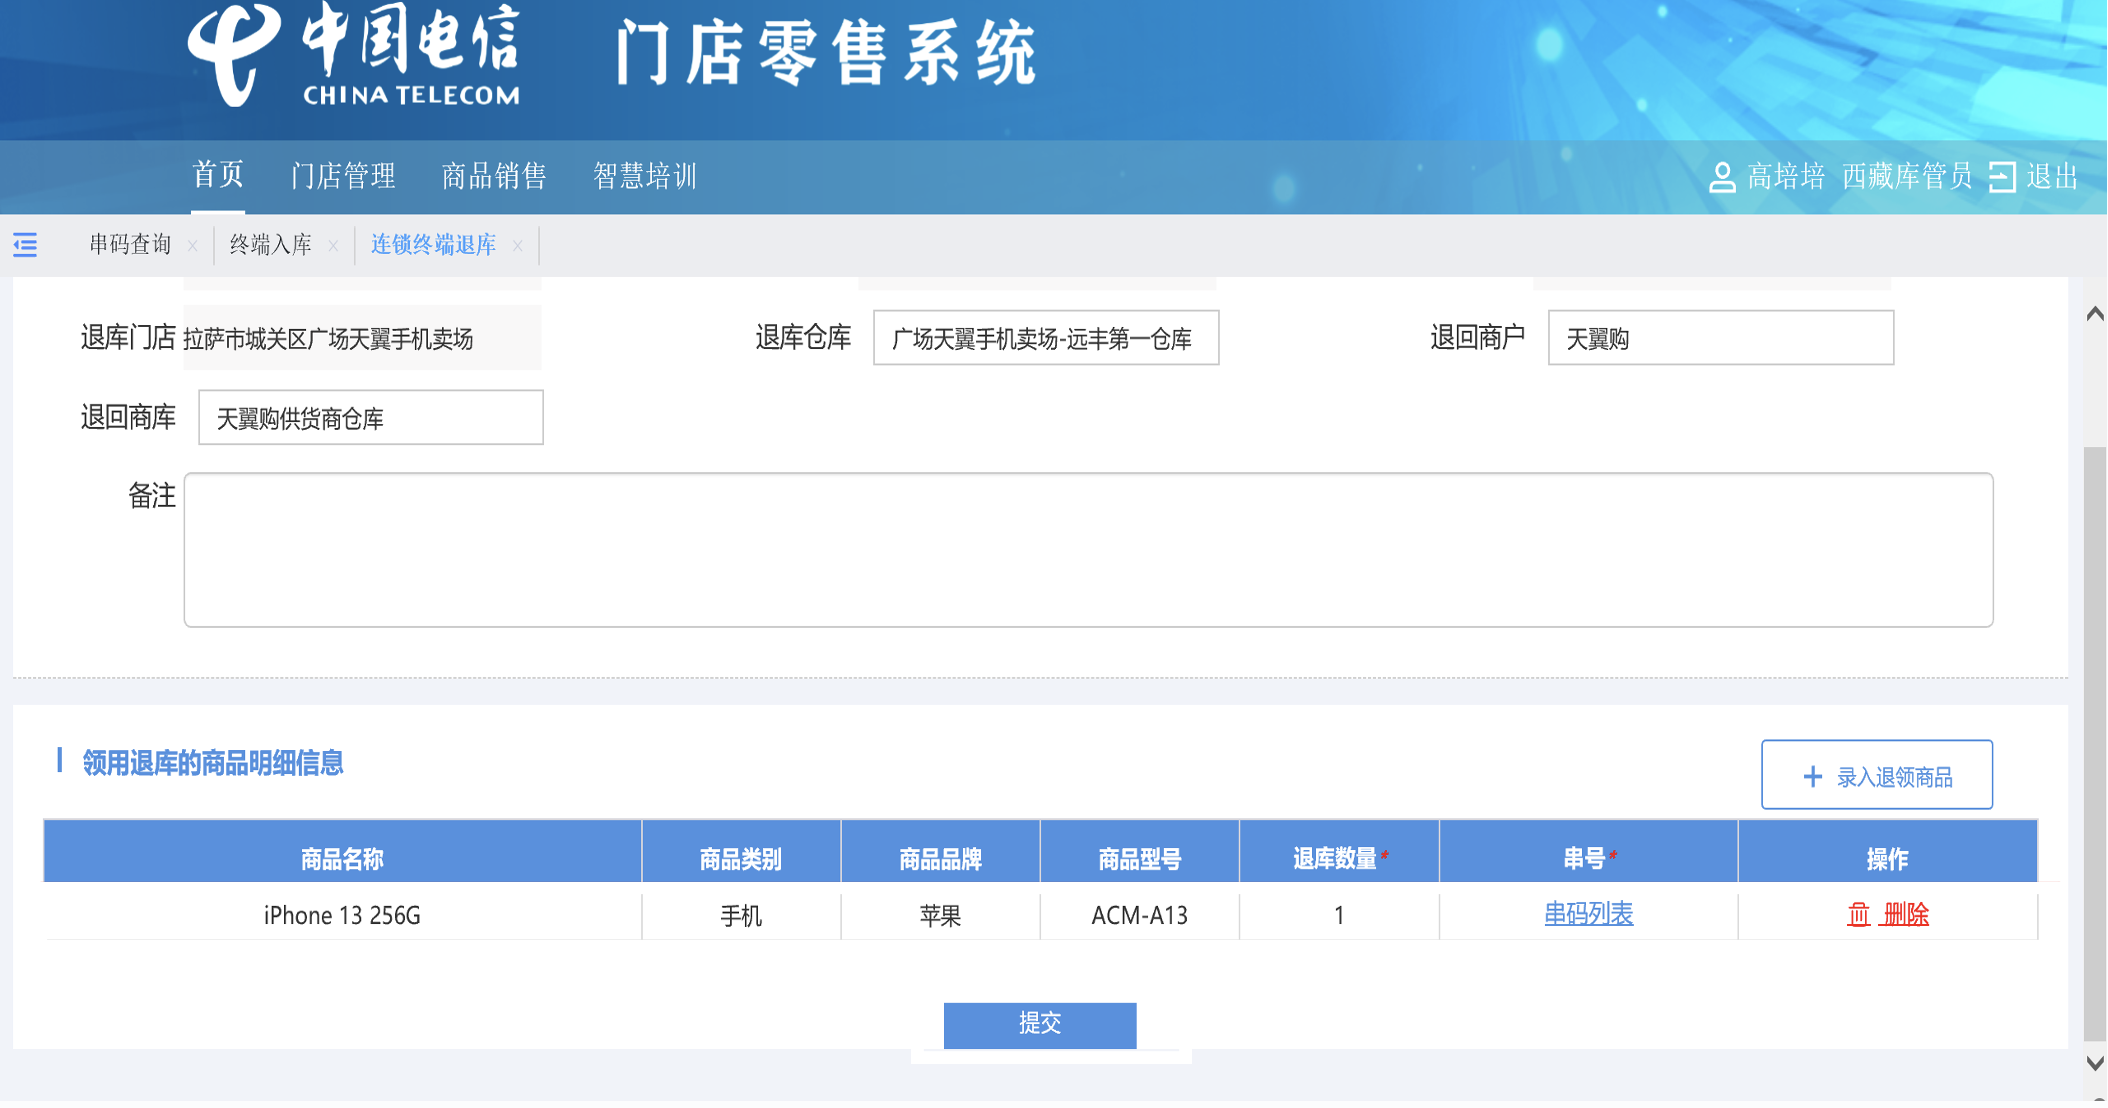 中国电信
CHINA TELECOM
门店零售系统
首页 门店管理 商品销售 智慧培训 高培培 西藏库管员 退出
串码查询 × 终端入库 × 连锁终端退库 ×
退库门店 拉萨市城关区广场天翼手机卖场 退库仓库 广场天翼手机卖场-远丰第一仓库 退回商户 天翼购
退回商库 天翼购供货商仓库
备注
领用退库的商品明细信息 + 录入退领商品
商品名称 商品类别 商品品牌 商品型号 退库数量* 串号* 操作
iPhone 13 256G 手机 苹果 ACM-A13 1 串码列表 删除
提交